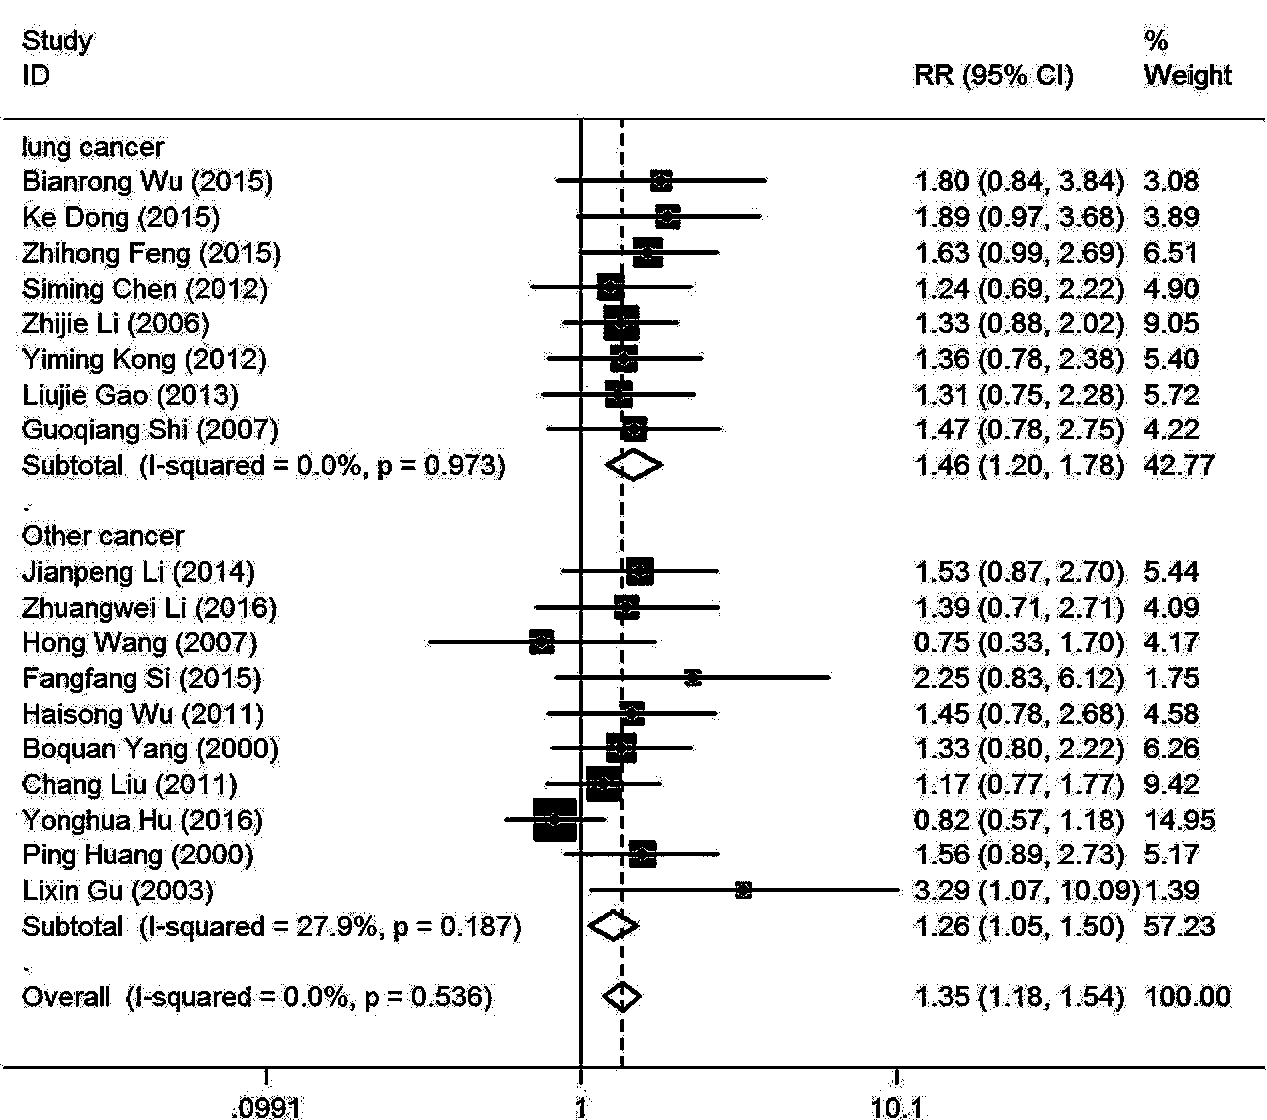 Study %
ID RR (95% CI) Weight
lung cancer
Bianrong Wu (2015) 1.80 (0.84, 3.84) 3.08
Ke Dong (2015) 1.89 (0.97, 3.68) 3.89
Zhihong Feng (2015) 1.63 (0.99, 2.69) 6.51
Siming Chen (2012) 1.24 (0.69, 2.22) 4.90
Zhijie Li (2006) 1.33 (0.88, 2.02) 9.05
Yiming Kong (2012) 1.36 (0.78, 2.38) 5.40
Liujie Gao (2013) 1.31 (0.75, 2.28) 5.72
Guoqiang Shi (2007) 1.47 (0.78, 2.75) 4.22
Subtotal (I-squared = 0.0%, p = 0.973) 1.46 (1.20, 1.78) 42.77
.
Other cancer
Jianpeng Li (2014) 1.53 (0.87, 2.70) 5.44
Zhuangwei Li (2016) 1.39 (0.71, 2.71) 4.09
Hong Wang (2007) 0.75 (0.33, 1.70) 4.17
Fangfang Si (2015) 2.25 (0.83, 6.12) 1.75
Haisong Wu (2011) 1.45 (0.78, 2.68) 4.58
Boquan Yang (2000) 1.33 (0.80, 2.22) 6.26
Chang Liu (2011) 1.17 (0.77, 1.77) 9.42
Yonghua Hu (2016) 0.82 (0.57, 1.18) 14.95
Ping Huang (2000) 1.56 (0.89, 2.73) 5.17
Lixin Gu (2003) 3.29 (1.07, 10.09) 1.39
Subtotal (I-squared = 27.9%, p = 0.187) 1.26 (1.05, 1.50) 57.23
.
Overall (I-squared = 0.0%, p = 0.536) 1.35 (1.18, 1.54) 100.00
.0991 1 10.1